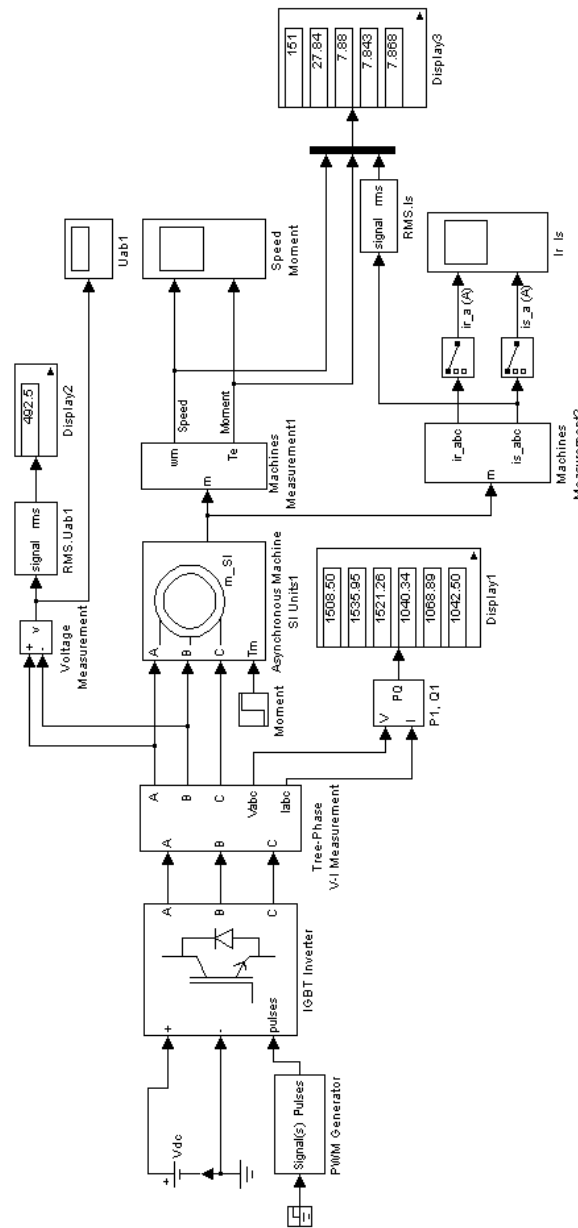 Vdc
+
Signal(s) Pulses
PWM Generator
+
-
pulses
A
B
C
IGBT Inverter
A
B
C
A
B
C
Vabc
Iabc
Tree-Phase
V-I Measurement
+
-
v
Voltage
Measurement
signal rms
RMS.Uab1
492.5
Display2
Uab1
A
B
C
Tm
m_SI
Asynchronous Machine
SI Units1
Moment
V
I
PQ
P1, Q1
1508.50
1535.95
1521.26
1040.34
1068.89
1042.50
Display1
m
wm
Te
Machines
Measurement1
Speed
Moment
Speed
Moment
m
ir_abc
is_abc
Machines
ir_a (A)
is_a (A)
Ir Is
signal rms
RMS.Is
151
27.84
7.88
7.843
7.868
Display3